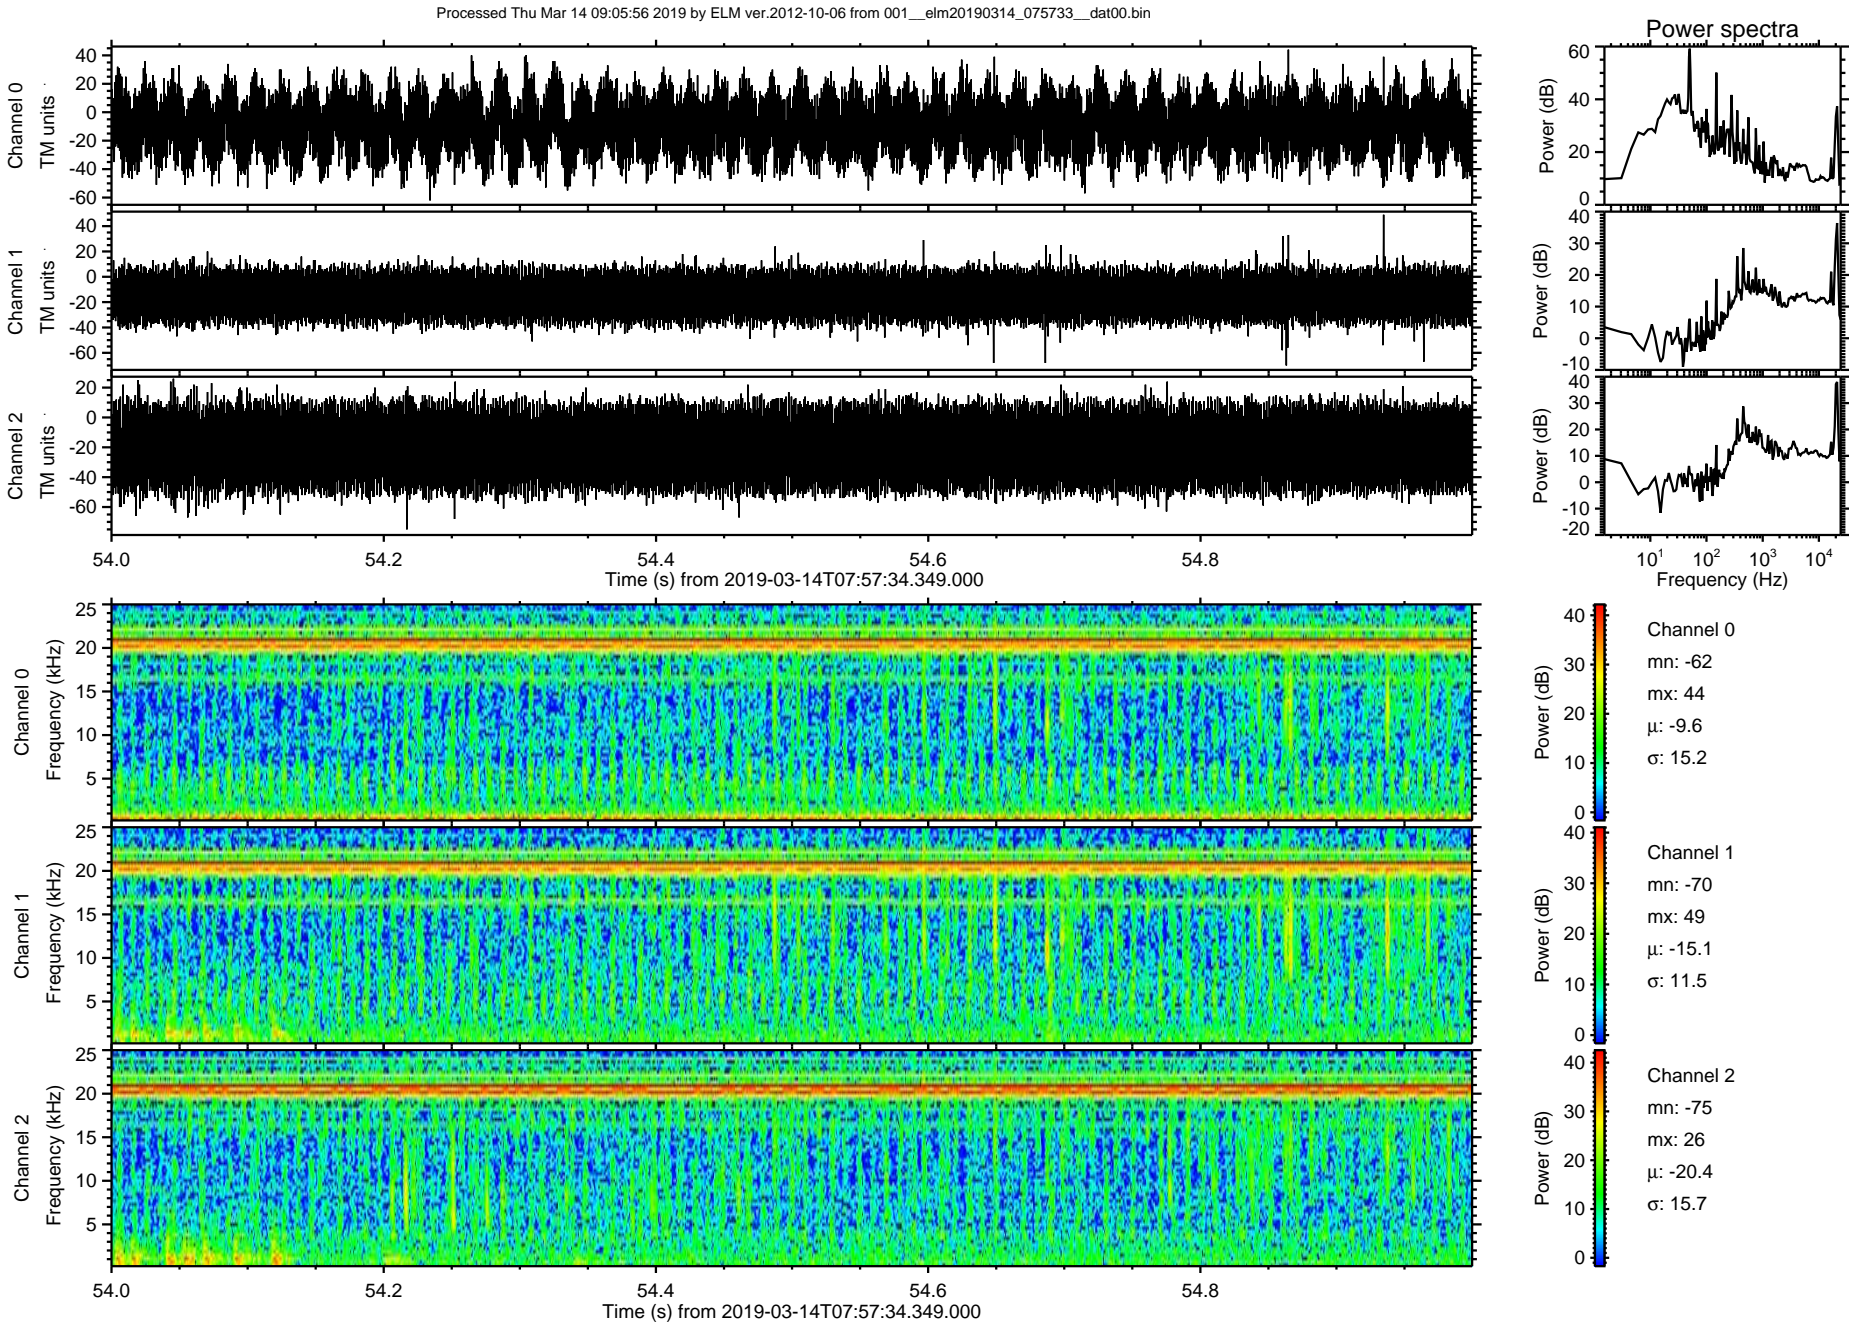 Processed Thu Mar 14 09:05:56 2019 by ELM ver.2012-10-06 from 001__elm20190314_075733__dat00.bin
Power spectra
Channel 0
TM units
40
20
0
-20
-40
-60
Power (dB)
60
40
20
0
Channel 1
TM units
40
20
0
-20
-40
-60
Power (dB)
40
30
20
10
0
-10
Channel 2
TM units
20
0
-20
-40
-60
Power (dB)
40
30
20
10
0
-10
-20
54.0 54.2 54.4 54.6 54.8
Time (s) from 2019-03-14T07:57:34.349.000
10^1 10^2 10^3 10^4
Frequency (Hz)
Channel 0
Frequency (kHz)
25
20
15
10
5
Power (dB)
40
30
20
10
0
Channel 0
mn: -62
mx: 44
μ: -9.6
σ: 15.2
Channel 1
Frequency (kHz)
25
20
15
10
5
Power (dB)
40
30
20
10
0
Channel 1
mn: -70
mx: 49
μ: -15.1
σ: 11.5
Channel 2
Frequency (kHz)
25
20
15
10
5
Power (dB)
40
30
20
10
0
Channel 2
mn: -75
mx: 26
μ: -20.4
σ: 15.7
54.0 54.2 54.4 54.6 54.8
Time (s) from 2019-03-14T07:57:34.349.000